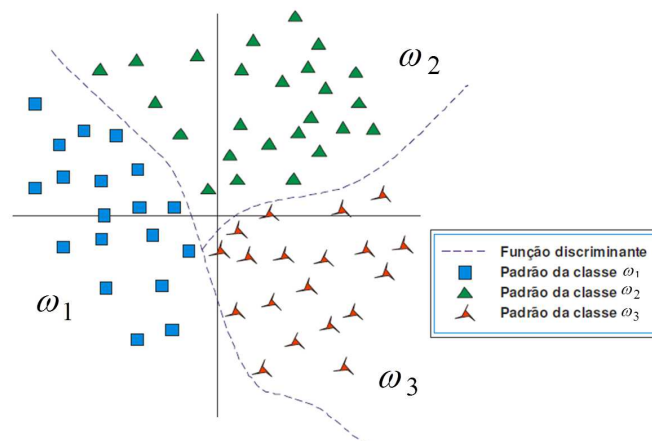 ω₂
ω₁
ω₃
Função discriminante
Padrão da classe ω₁
Padrão da classe ω₂
Padrão da classe ω₃